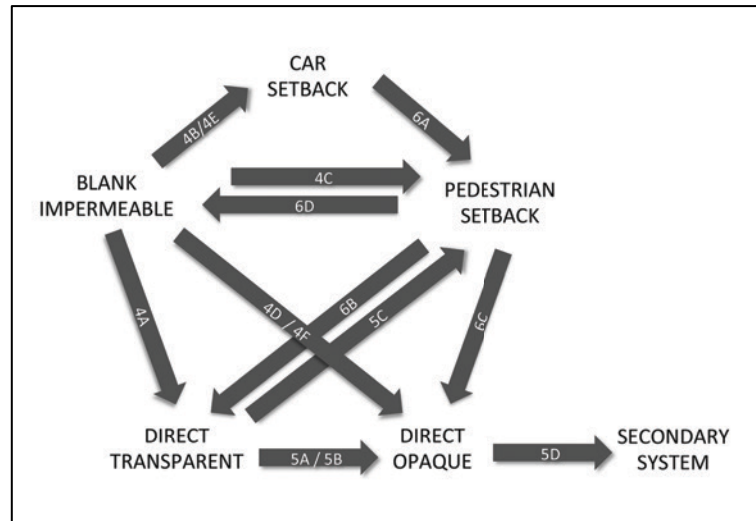 CAR
SETBACK
4B/4E
6A
BLANK
IMPERMEABLE
4C
6D
PEDESTRIAN
SETBACK
4A
4D / 4F
6B
5C
6C
DIRECT
TRANSPARENT
5A / 5B
DIRECT
OPAQUE
5D
SECONDARY
SYSTEM